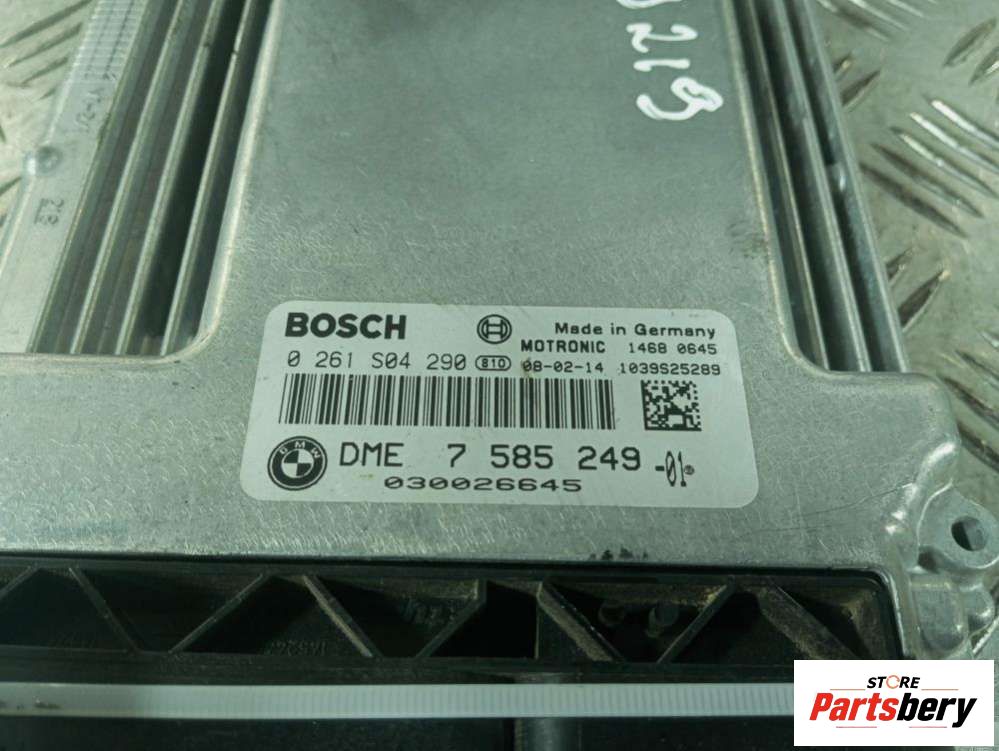 BOSCH
Made in Germany
MOTRONIC 1468 0645
0 261 S04 290 810 08-02-14 1039S25289
BMW DME 7 585 249 -01
030026645
STORE
Partsbery